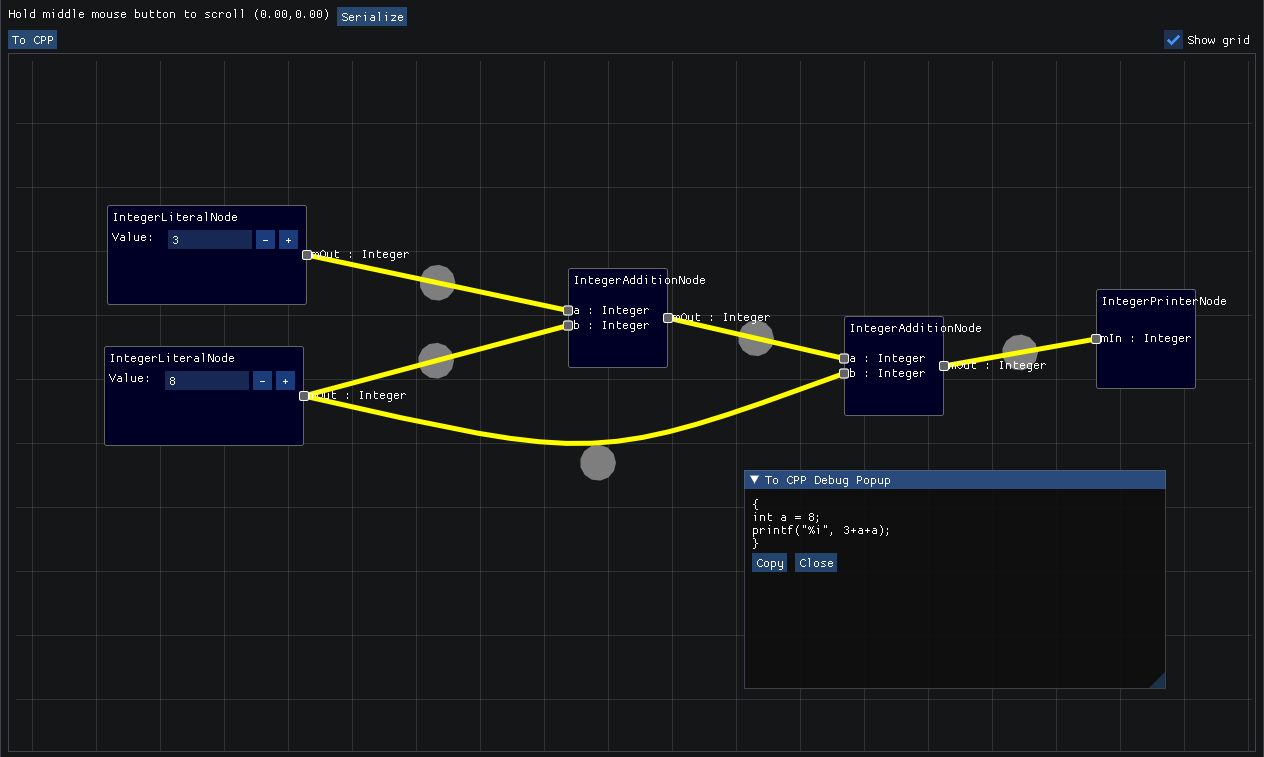 Hold middle mouse button to scroll (0.00,0.00) Serialize
To CPP
Show grid
IntegerLiteralNode
Value: 3 - +
mOut : Integer
IntegerLiteralNode
Value: 8 - +
mOut : Integer
IntegerAdditionNode
a : Integer
b : Integer
mOut : Integer
IntegerAdditionNode
a : Integer
b : Integer
mOut : Integer
IntegerPrinterNode
mIn : Integer
To CPP Debug Popup
{
int a = 8;
printf("%i", 3+a+a);
}
Copy Close